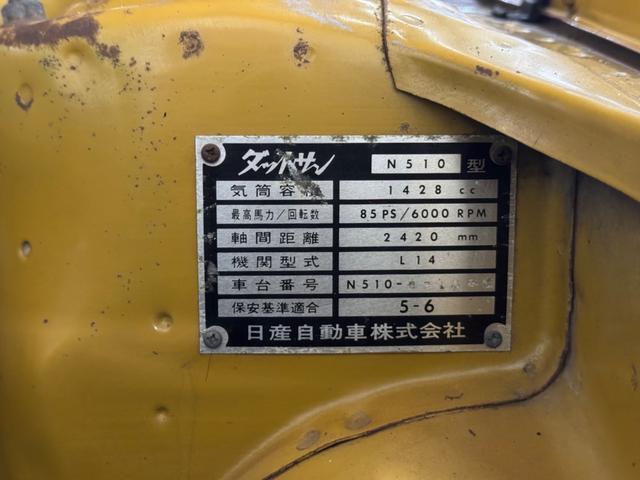 ダットサン N510 型
気筒容積 1428 cc
最高馬力/回転数 85PS/6000 RPM
軸間距離 2420 mm
機関型式 L14
車台番号 N510-
保安基準適合 5-6
日産自動車株式会社